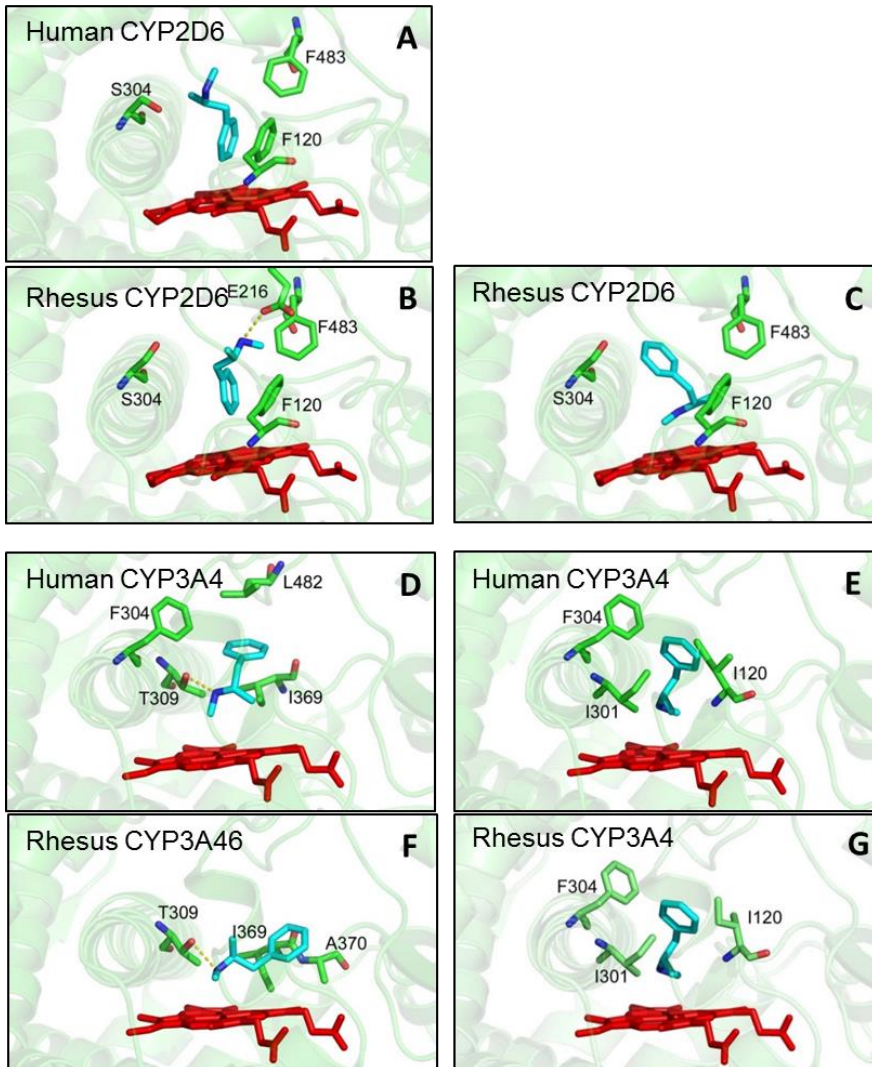 Human CYP2D6
A
F483
S304
F120
Rhesus CYP2D6
B
E216
F483
S304
F120
Rhesus CYP2D6
C
F483
S304
F120
Human CYP3A4
D
L482
F304
T309
I369
Human CYP3A4
E
F304
I120
I301
Rhesus CYP3A46
F
T309
I369
A370
Rhesus CYP3A4
G
F304
I120
I301